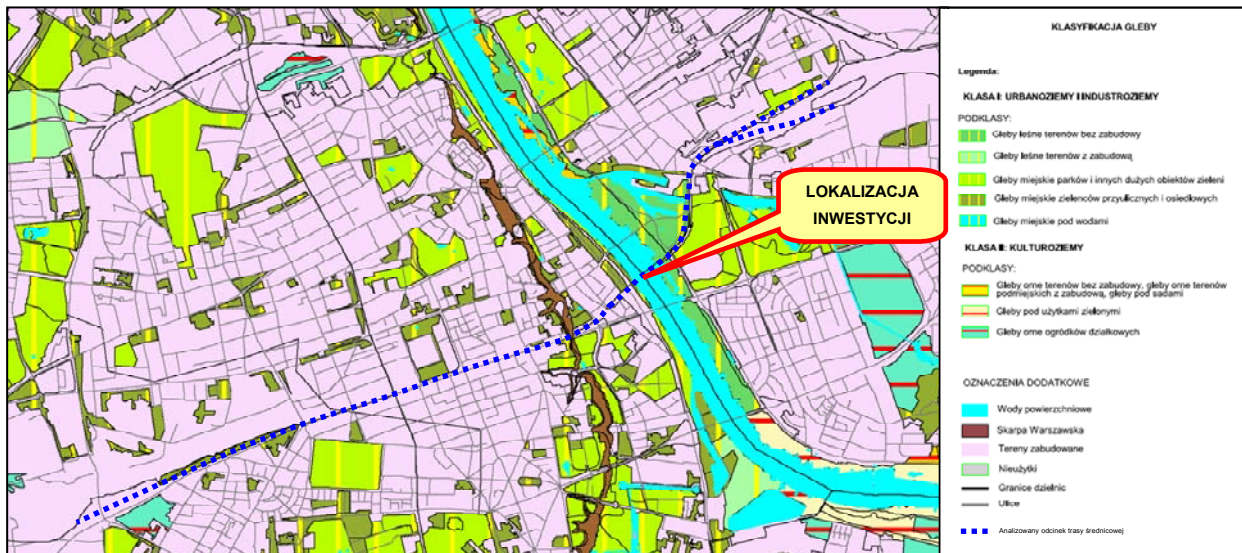 LOKALIZACJA
INWESTYCJI
KLASYFIKACJA GLEBY
Legenda:
KLASA I: URBANOZIEMY I INDUSTROZIEMY
PODKLASY:
Gleby leśne terenów bez zabudowy
Gleby leśne terenów z zabudową
Gleby miejskie parków i innych dużych obiektów zieleni
Gleby miejskie zielenców przyulicznych i osiedlowych
Gleby miejskie pod wodami
KLASA II: KULTUROZIEMY
PODKLASY:
Gleby orne terenów bez zabudowy, gleby orne terenów
podmiejskich z zabudową, gleby pod sadami
Gleby pod użytkami zielonymi
Gleby orne ogródków działkowych
OZNACZENIA DODATKOWE
Wody powierzchniowe
Skarpa Warszawska
Tereny zabudowane
Nieużytki
Granice dzielnic
Ulice
Analizowany odcinek trasy średnicowej